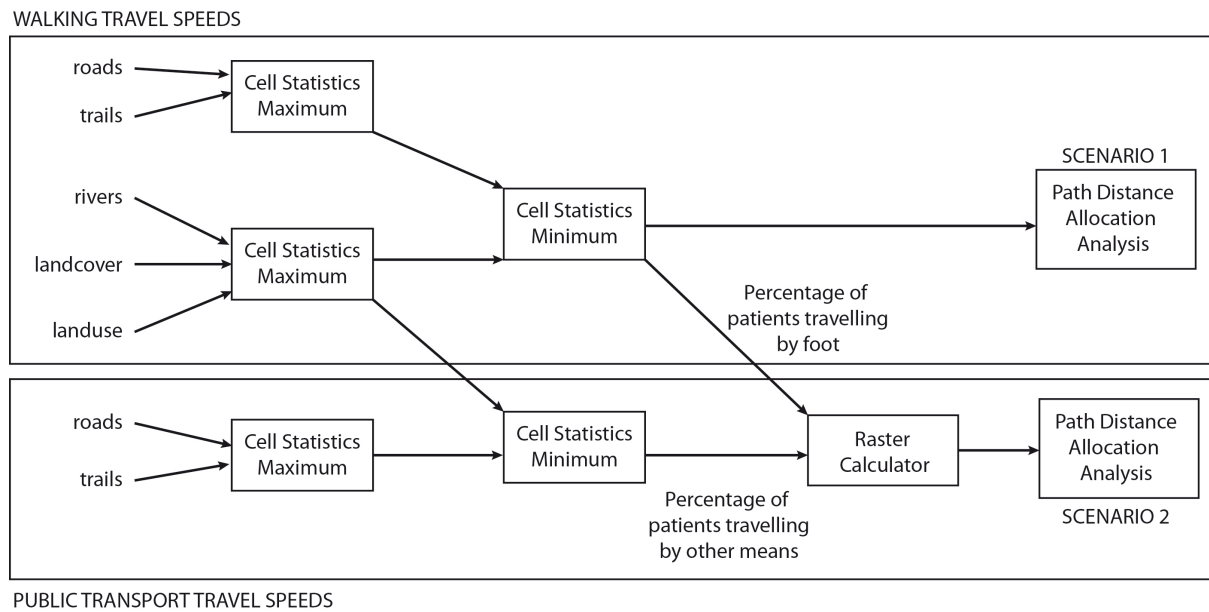 WALKING TRAVEL SPEEDS
roads
trails
Cell Statistics
Maximum
rivers
landcover
landuse
Cell Statistics
Maximum
Cell Statistics
Minimum
SCENARIO 1
Path Distance
Allocation
Analysis
Percentage of
patients travelling
by foot
roads
trails
Cell Statistics
Maximum
Cell Statistics
Minimum
Percentage of
patients travelling
by other means
Raster
Calculator
Path Distance
Allocation
Analysis
SCENARIO 2
PUBLIC TRANSPORT TRAVEL SPEEDS